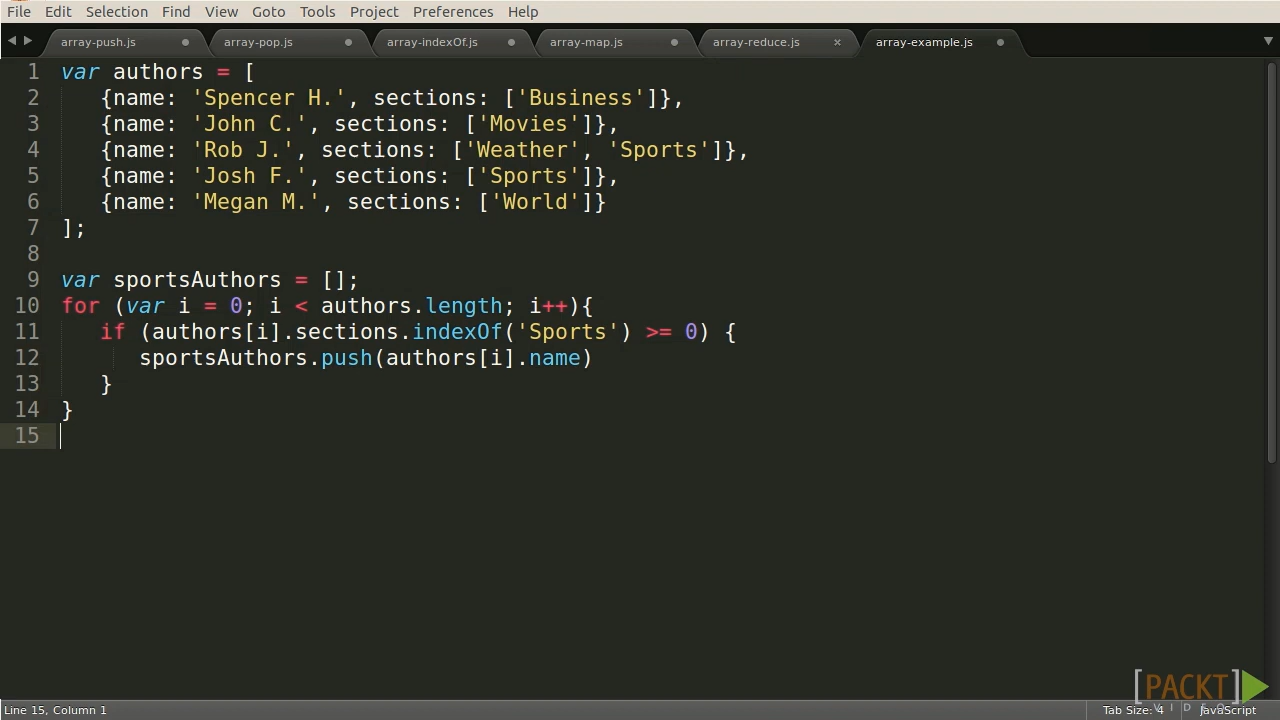 File Edit Selection Find View Goto Tools Project Preferences Help
array-push.js array-pop.js array-indexOf.js array-map.js array-reduce.js × array-example.js
1 var authors = [
2 {name: 'Spencer H.', sections: ['Business']},
3 {name: 'John C.', sections: ['Movies']},
4 {name: 'Rob J.', sections: ['Weather', 'Sports']},
5 {name: 'Josh F.', sections: ['Sports']},
6 {name: 'Megan M.', sections: ['World']}
7 ];
8
9 var sportsAuthors = [];
10 for (var i = 0; i < authors.length; i++){
11 if (authors[i].sections.indexOf('Sports') >= 0) {
12 sportsAuthors.push(authors[i].name)
13 }
14 }
15
[PACKT]
VIDEO
Line 15, Column 1 Tab Size: 4 JavaScript